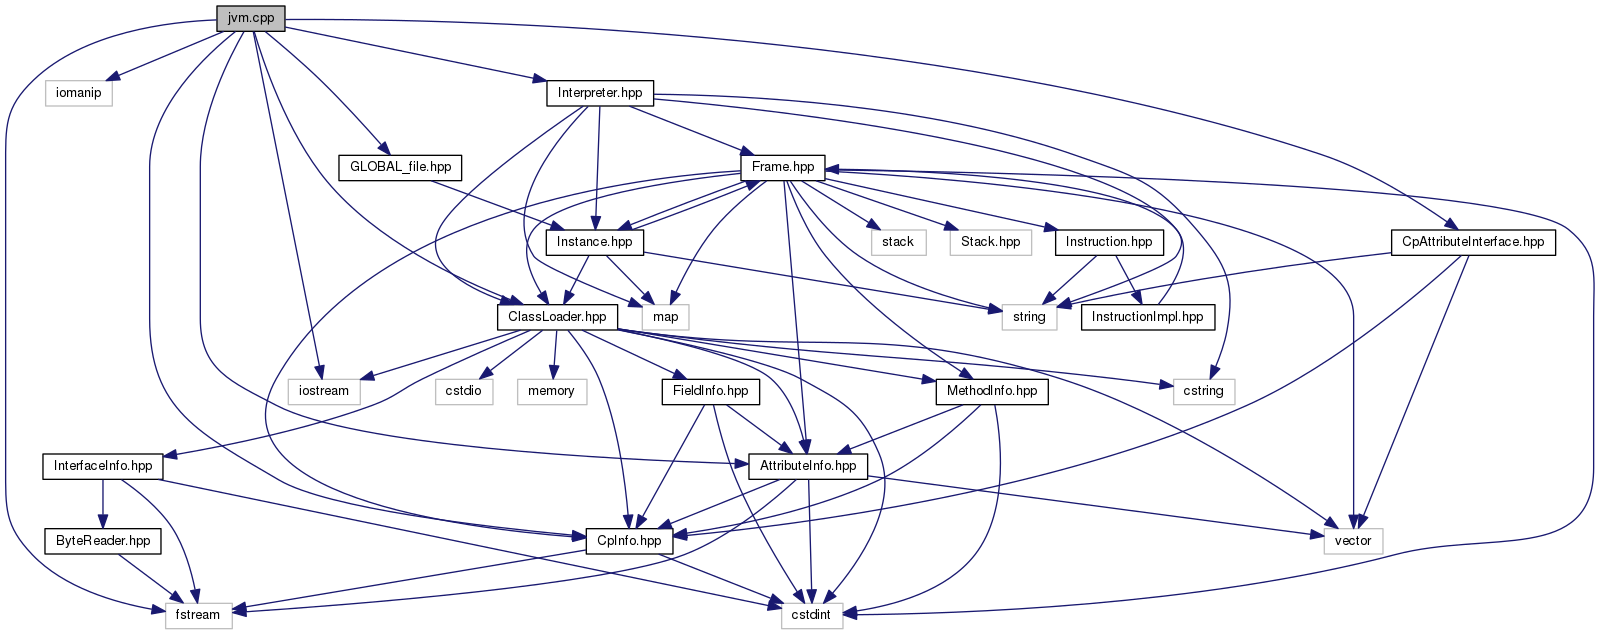 jvm.cpp
iomanip
Interpreter.hpp
GLOBAL_file.hpp
Frame.hpp
Instance.hpp
stack
Stack.hpp
Instruction.hpp
CpAttributeInterface.hpp
ClassLoader.hpp
map
string
InstructionImpl.hpp
iostream
cstdio
memory
FieldInfo.hpp
MethodInfo.hpp
cstring
InterfaceInfo.hpp
AttributeInfo.hpp
ByteReader.hpp
CpInfo.hpp
vector
fstream
cstdint